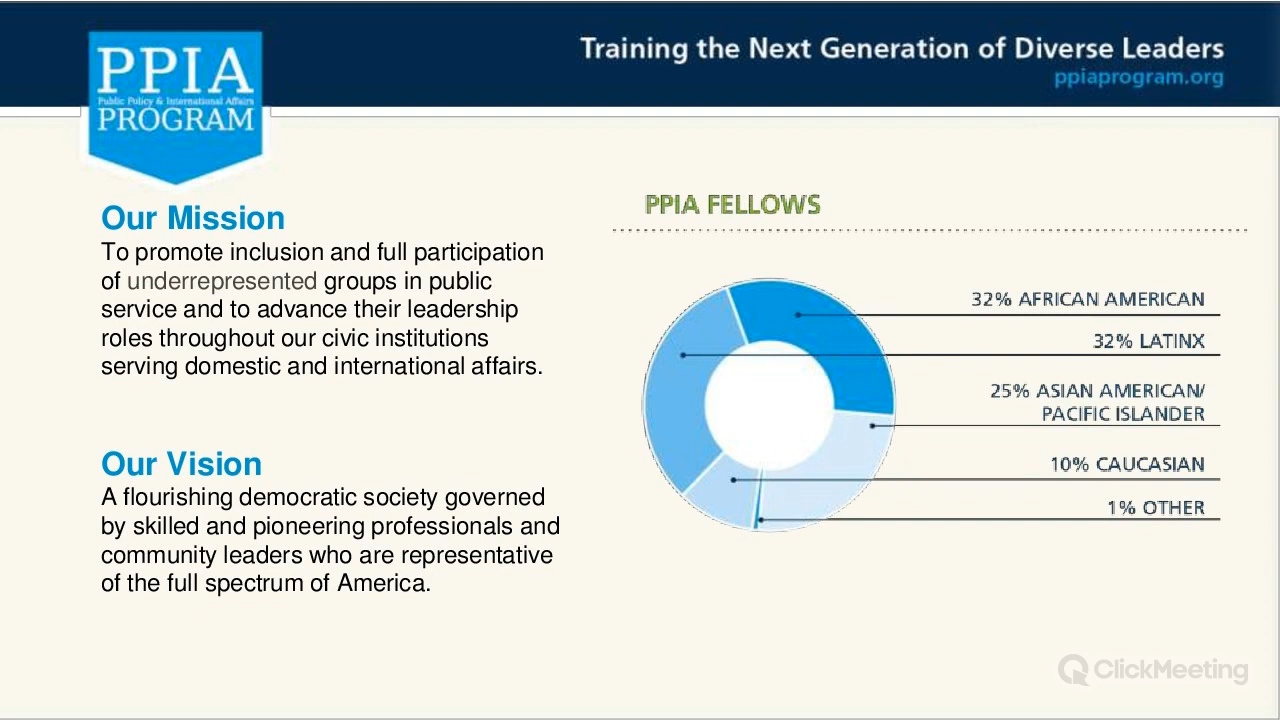 PPIA
Public Policy & International Affairs
PROGRAM
Training the Next Generation of Diverse Leaders
ppiaprogram.org
Our Mission
To promote inclusion and full participation
of underrepresented groups in public
service and to advance their leadership
roles throughout our civic institutions
serving domestic and international affairs.
Our Vision
A flourishing democratic society governed
by skilled and pioneering professionals and
community leaders who are representative
of the full spectrum of America.
PPIA FELLOWS
32% AFRICAN AMERICAN
32% LATINX
25% ASIAN AMERICAN/
PACIFIC ISLANDER
10% CAUCASIAN
1% OTHER
ClickMeeting